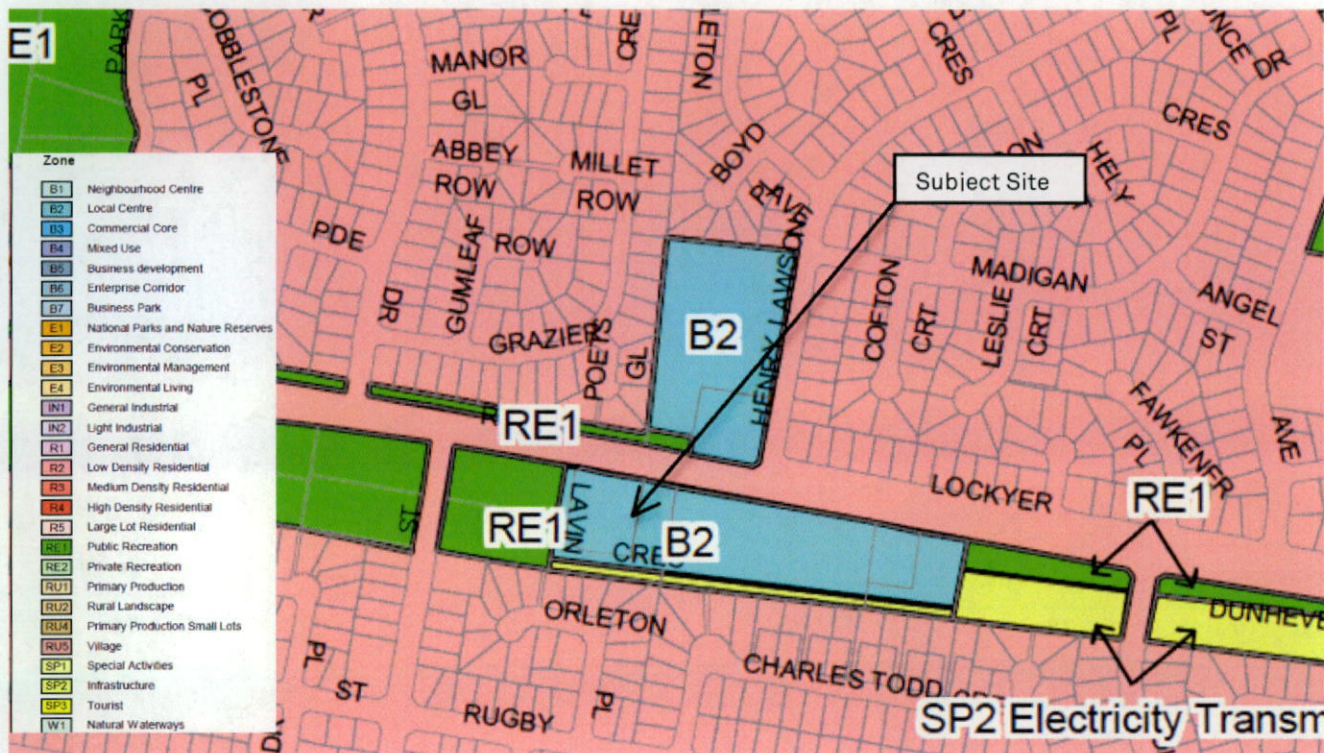 E1
PARK
COBBLESTONE
PL
MANOR
GL
CRE
LETON
CRES
PL
DR
CRES
ABBEY
ROW
MILLET
ROW
BOYD
PL
AVE
Subject Site
HELY
PDE
GUMLEAF
ROW
DR
GRAZIER
POETS
GL
B2
HENRY LAWSON
COFTON
CRT
LESLIE
CRT
MADIGAN
ANGEL
ST
AVE
FAWKENER
PL
LOCKYER
RE1
RE1
RE1
LAVIN
CRES
B2
ST
ORLETON
PL
CHARLES TODD
DUNHEVE
PL
ST
RUGBY
PL
SP2 Electricity Transm
Zone
B1 Neighbourhood Centre
B2 Local Centre
B3 Commercial Core
B4 Mixed Use
B5 Business development
B6 Enterprise Corridor
B7 Business Park
E1 National Parks and Nature Reserves
E2 Environmental Conservation
E3 Environmental Management
E4 Environmental Living
IN1 General Industrial
IN2 Light Industrial
R1 General Residential
R2 Low Density Residential
R3 Medium Density Residential
R4 High Density Residential
R5 Large Lot Residential
RE1 Public Recreation
RE2 Private Recreation
RU1 Primary Production
RU2 Rural Landscape
RU4 Primary Production Small Lots
RU5 Village
SP1 Special Activities
SP2 Infrastructure
SP3 Tourist
W1 Natural Waterways